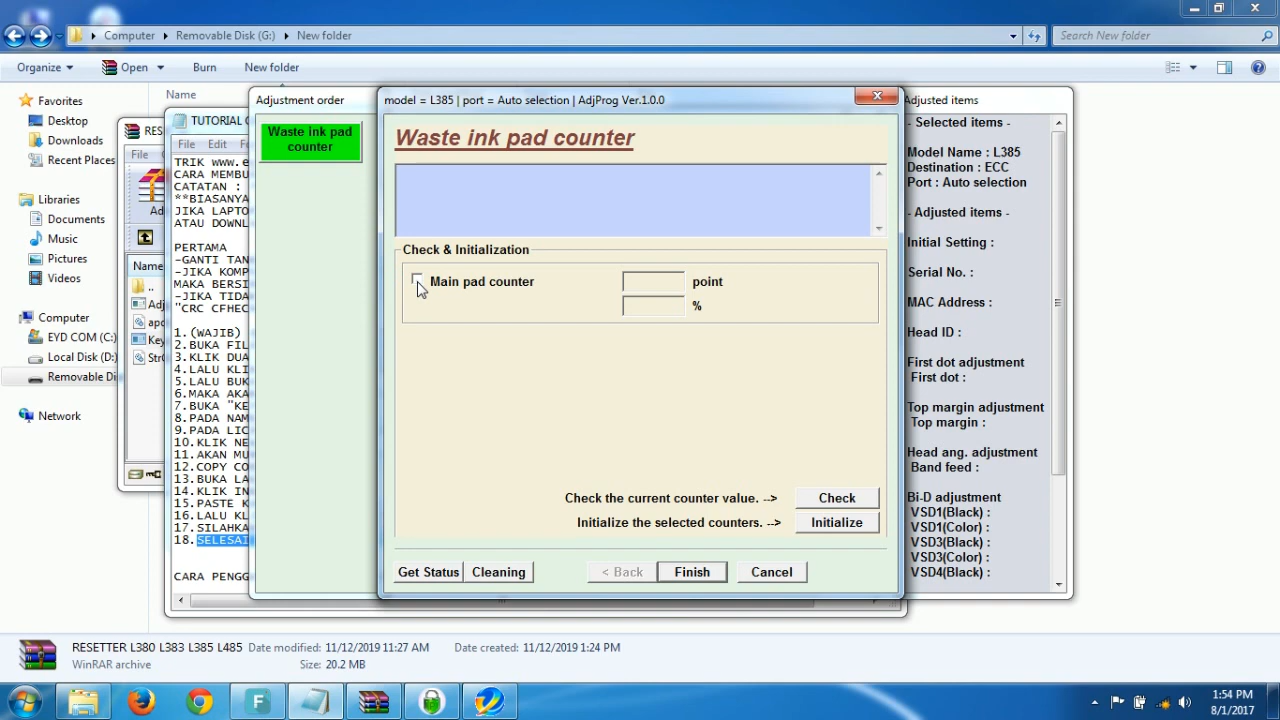 Computer
Removable Disk (G:)
New folder
Search New folder
Organize
Open
Burn
New folder
Name
Favorites
Desktop
Downloads
Recent Places
Libraries
Documents
Music
Pictures
Videos
Computer
EYD COM (C:)
Local Disk (D:)
Removable Di
Network
File
Name
..
TUTORIAL
File Edit
TRIK www.e
CARA MEMBU
CATATAN :
**BIASANYA
JIKA LAPTO
ATAU DOWNL
PERTAMA
-GANTI TAN
-JIKA KOMP
MAKA BERSI
-JIKA TIDA
"CRC CFHEC
1.(WAJIB)
2.BUKA FIL
3.KLIK DUA
4.LALU KLI
5.LALU BUK
6.MAKA AKA
7.BUKA "KE
8.PADA NAM
9.PADA LIC
10.KLIK NE
11.AKAN MU
12.COPY CO
13.BUKA LA
14.KLIK IN
15.PASTE K
16.LALU KL
17.SILAHKA
18.SELESAI
CARA PENGG
Adjustment order
Waste ink pad
counter
model = L385 | port = Auto selection | AdjProg Ver.1.0.0
Waste ink pad counter
Check & Initialization
Main pad counter
point
%
Check the current counter value. -->
Check
Initialize the selected counters. -->
Initialize
Get Status
Cleaning
< Back
Finish
Cancel
Adjusted items
- Selected items -
Model Name : L385
Destination : ECC
Port : Auto selection
- Adjusted items -
Initial Setting :
Serial No. :
MAC Address :
Head ID :
First dot adjustment
First dot :
Top margin adjustment
Top margin :
Head ang. adjustment
Band feed :
Bi-D adjustment
VSD1(Black) :
VSD1(Color) :
VSD3(Black) :
VSD3(Color) :
VSD4(Black) :
RESETTER L380 L383 L385 L485
Date modified: 11/12/2019 11:27 AM
Date created: 11/12/2019 1:24 PM
WinRAR archive
Size: 20.2 MB
1:54 PM
8/1/2017